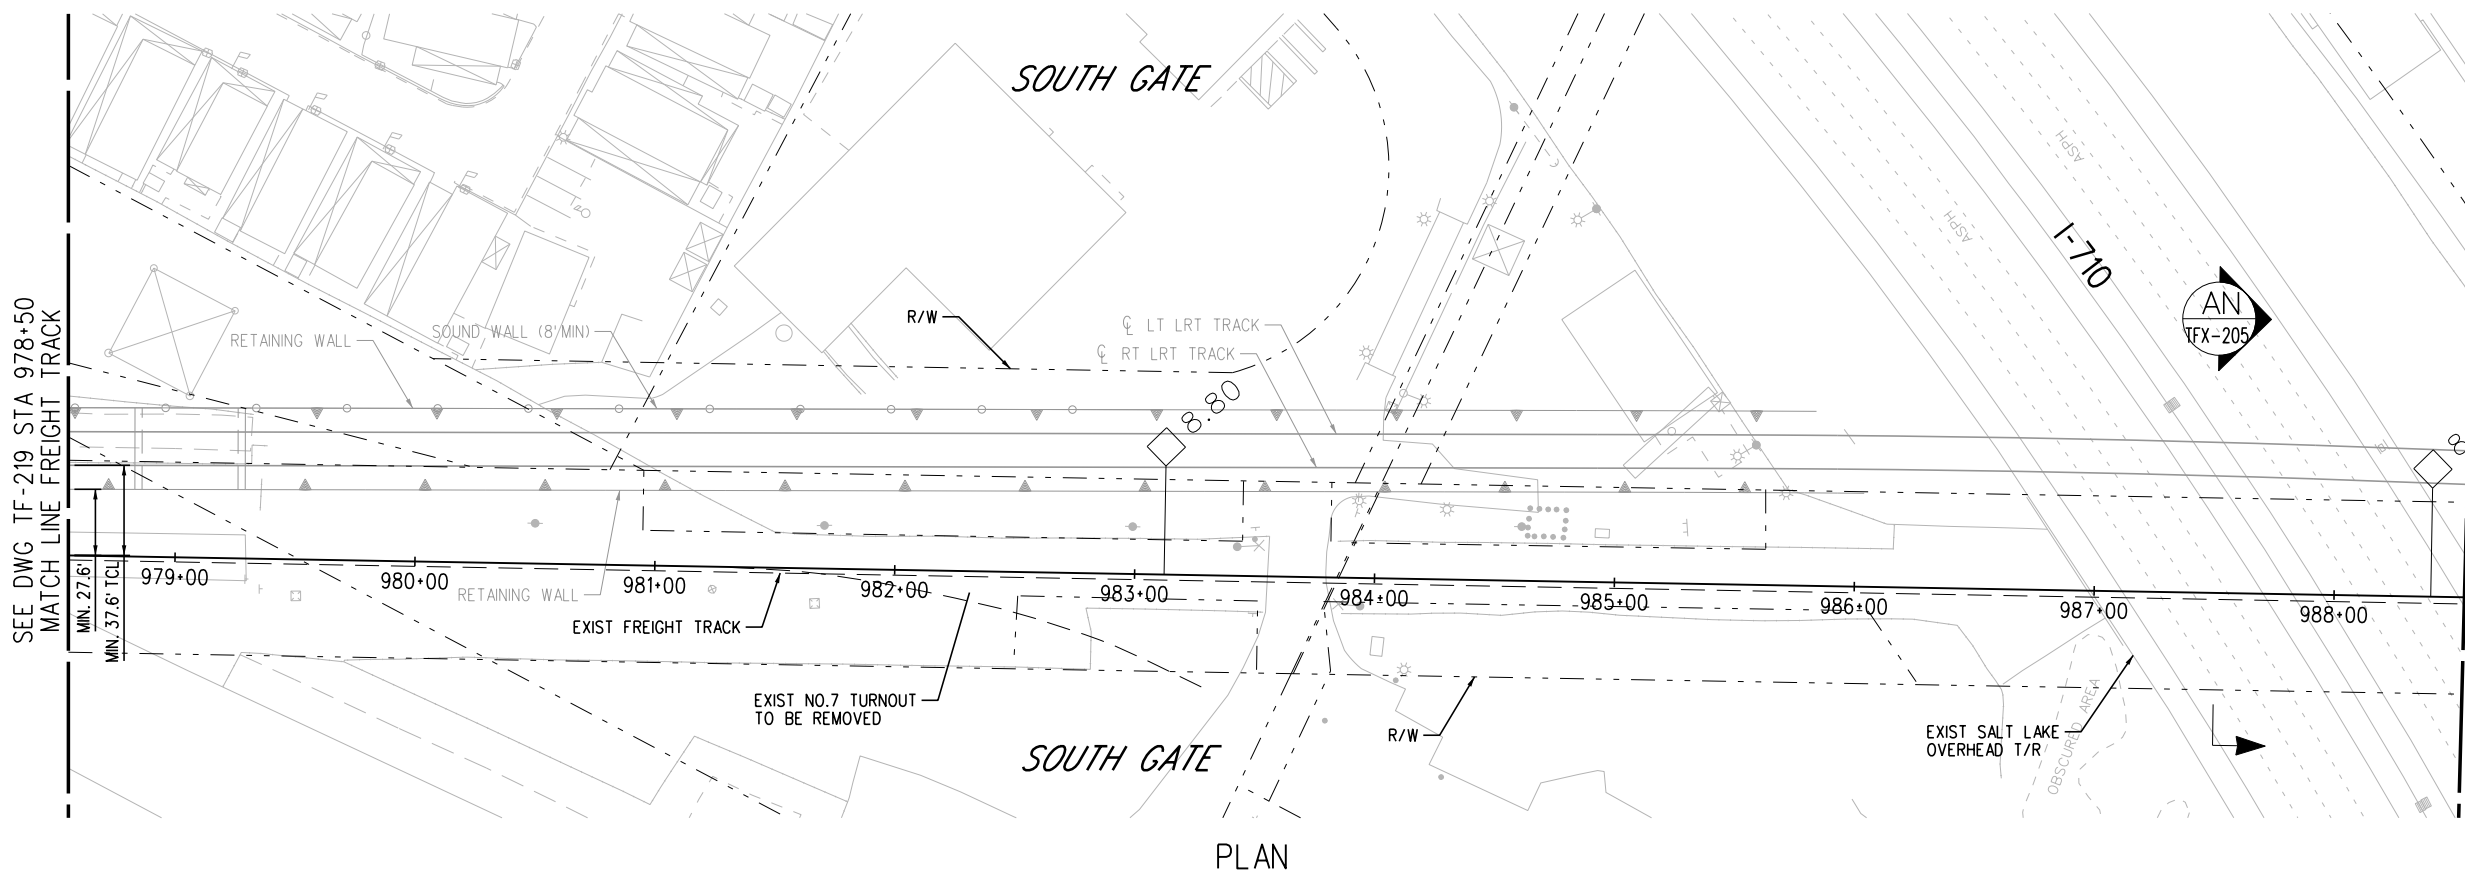 SOUTH GATE
ASPH
ASPH
I-710
AN
TFX-205
SEE DWG TF-219 STA 978+50
MATCH LINE FREIGHT TRACK
RETAINING WALL
SOUND WALL (8' MIN)
R/W
℄ LT LRT TRACK
℄ RT LRT TRACK
8.80
MIN. 27.6'
MIN. 37.6' TCL
979+00
980+00
981+00
982+00
983+00
984+00
985+00
986+00
987+00
988+00
RETAINING WALL
EXIST FREIGHT TRACK
EXIST NO.7 TURNOUT
TO BE REMOVED
SOUTH GATE
R/W
EXIST SALT LAKE
OVERHEAD T/R
OBSCURED AREA
PLAN